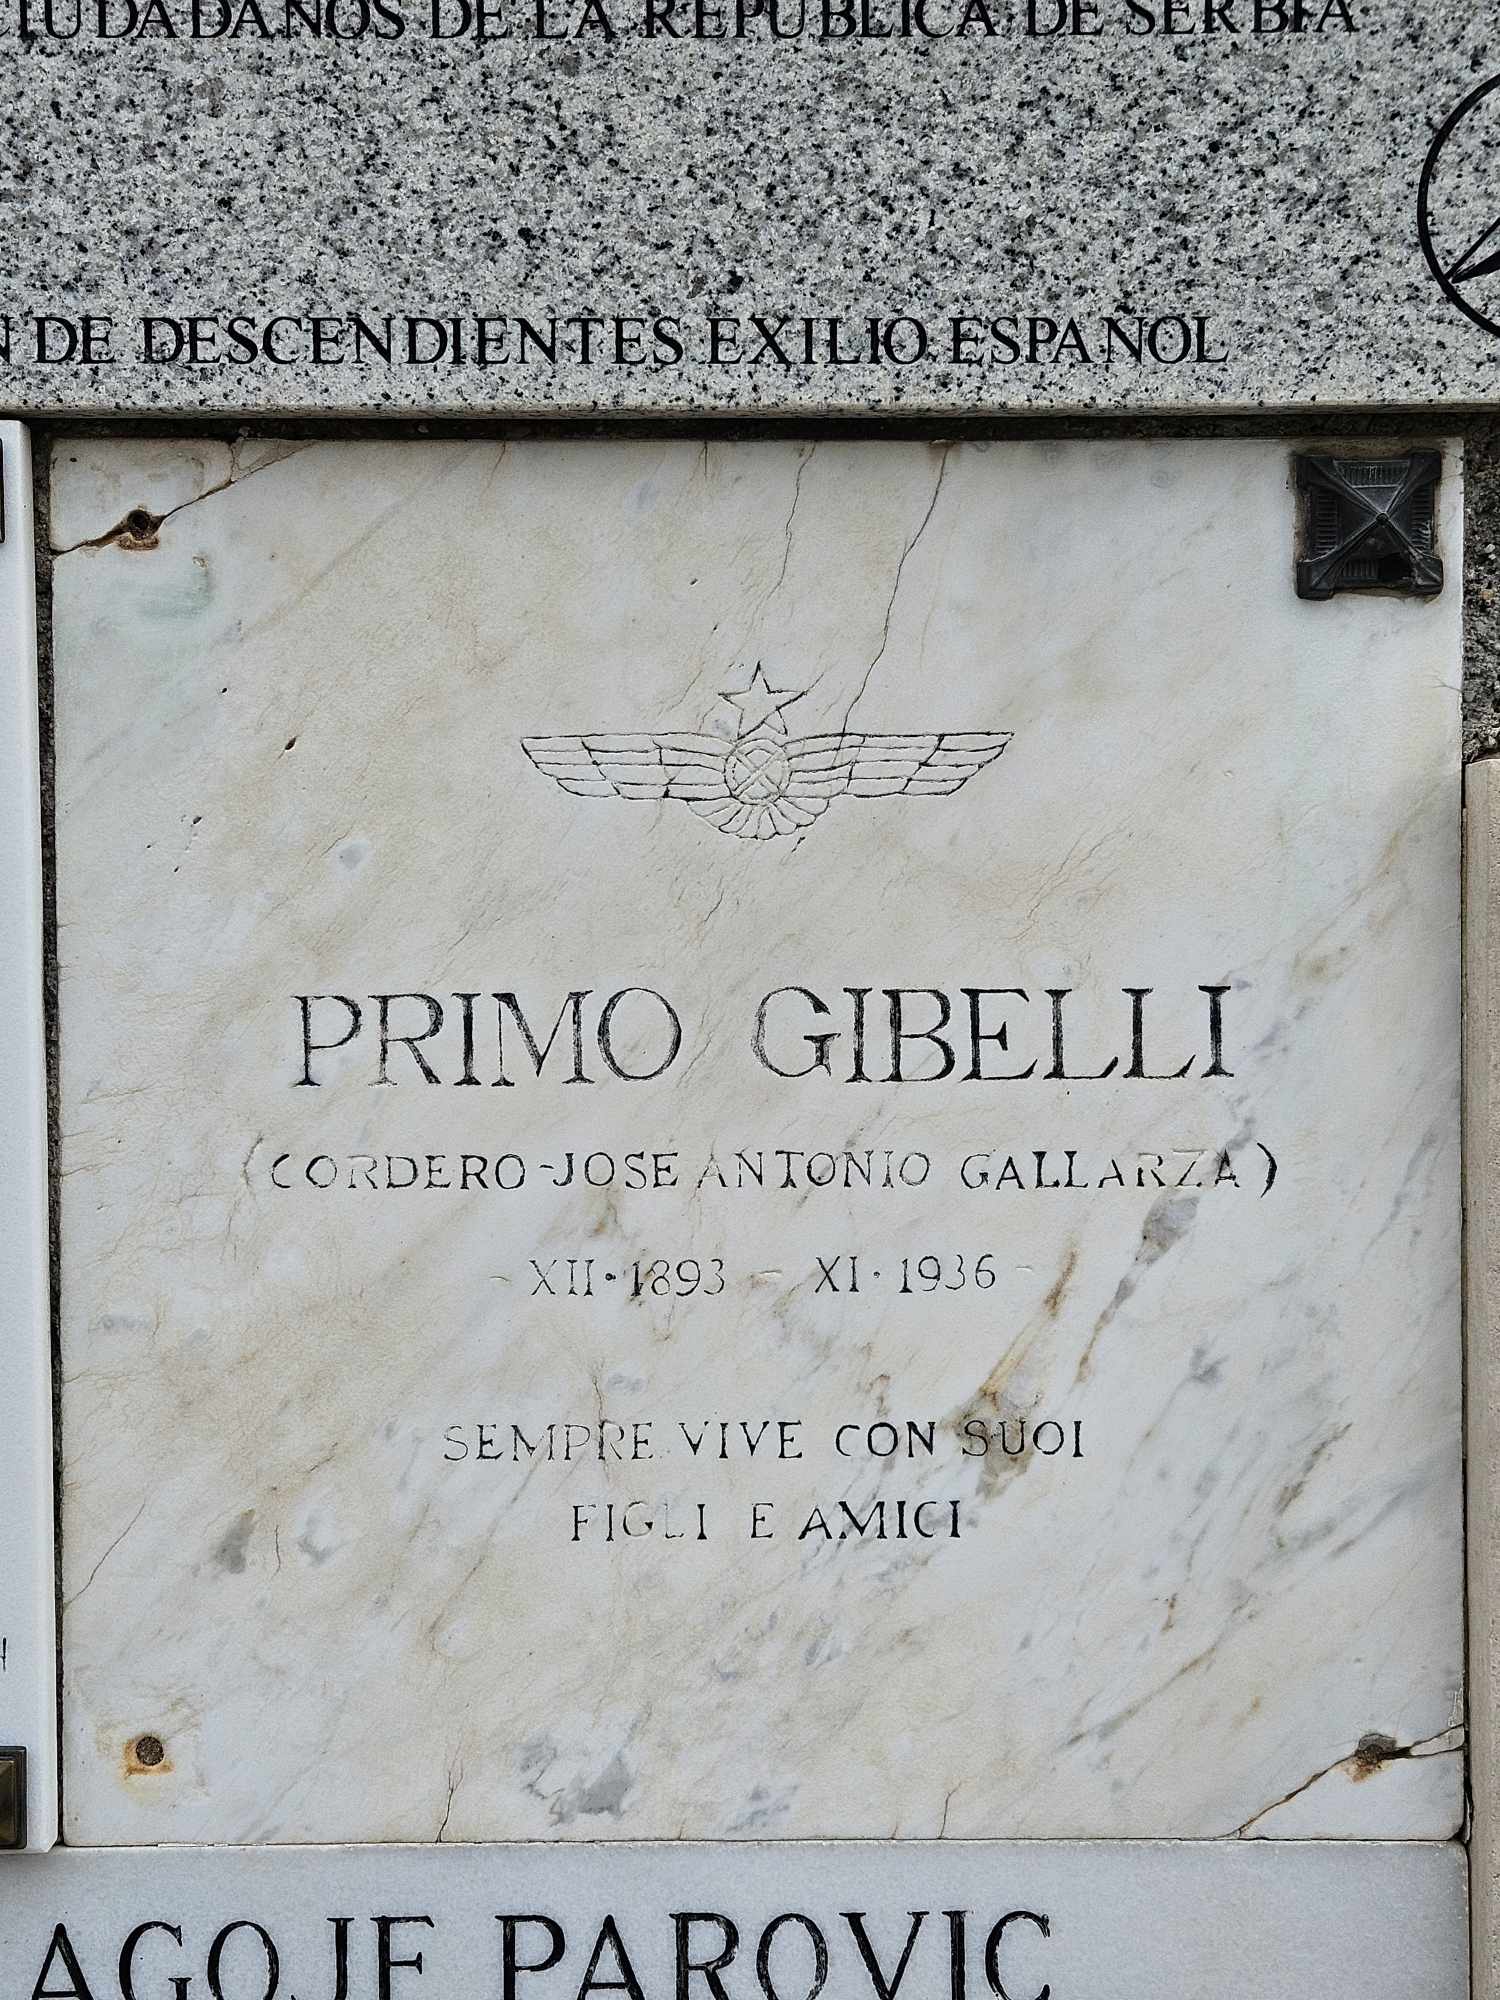 CIUDADANOS DE LA REPÚBLICA DE SERBIA
N DE DESCENDIENTES EXILIO ESPAÑOL
PRIMO GIBELLI
(CORDERO-JOSE ANTONIO GALLARZA)
- XII·1893 - XI·1936 -
SEMPRE VIVE CON SUOI
FIGLI E AMICI
AGOJE PAROVIC